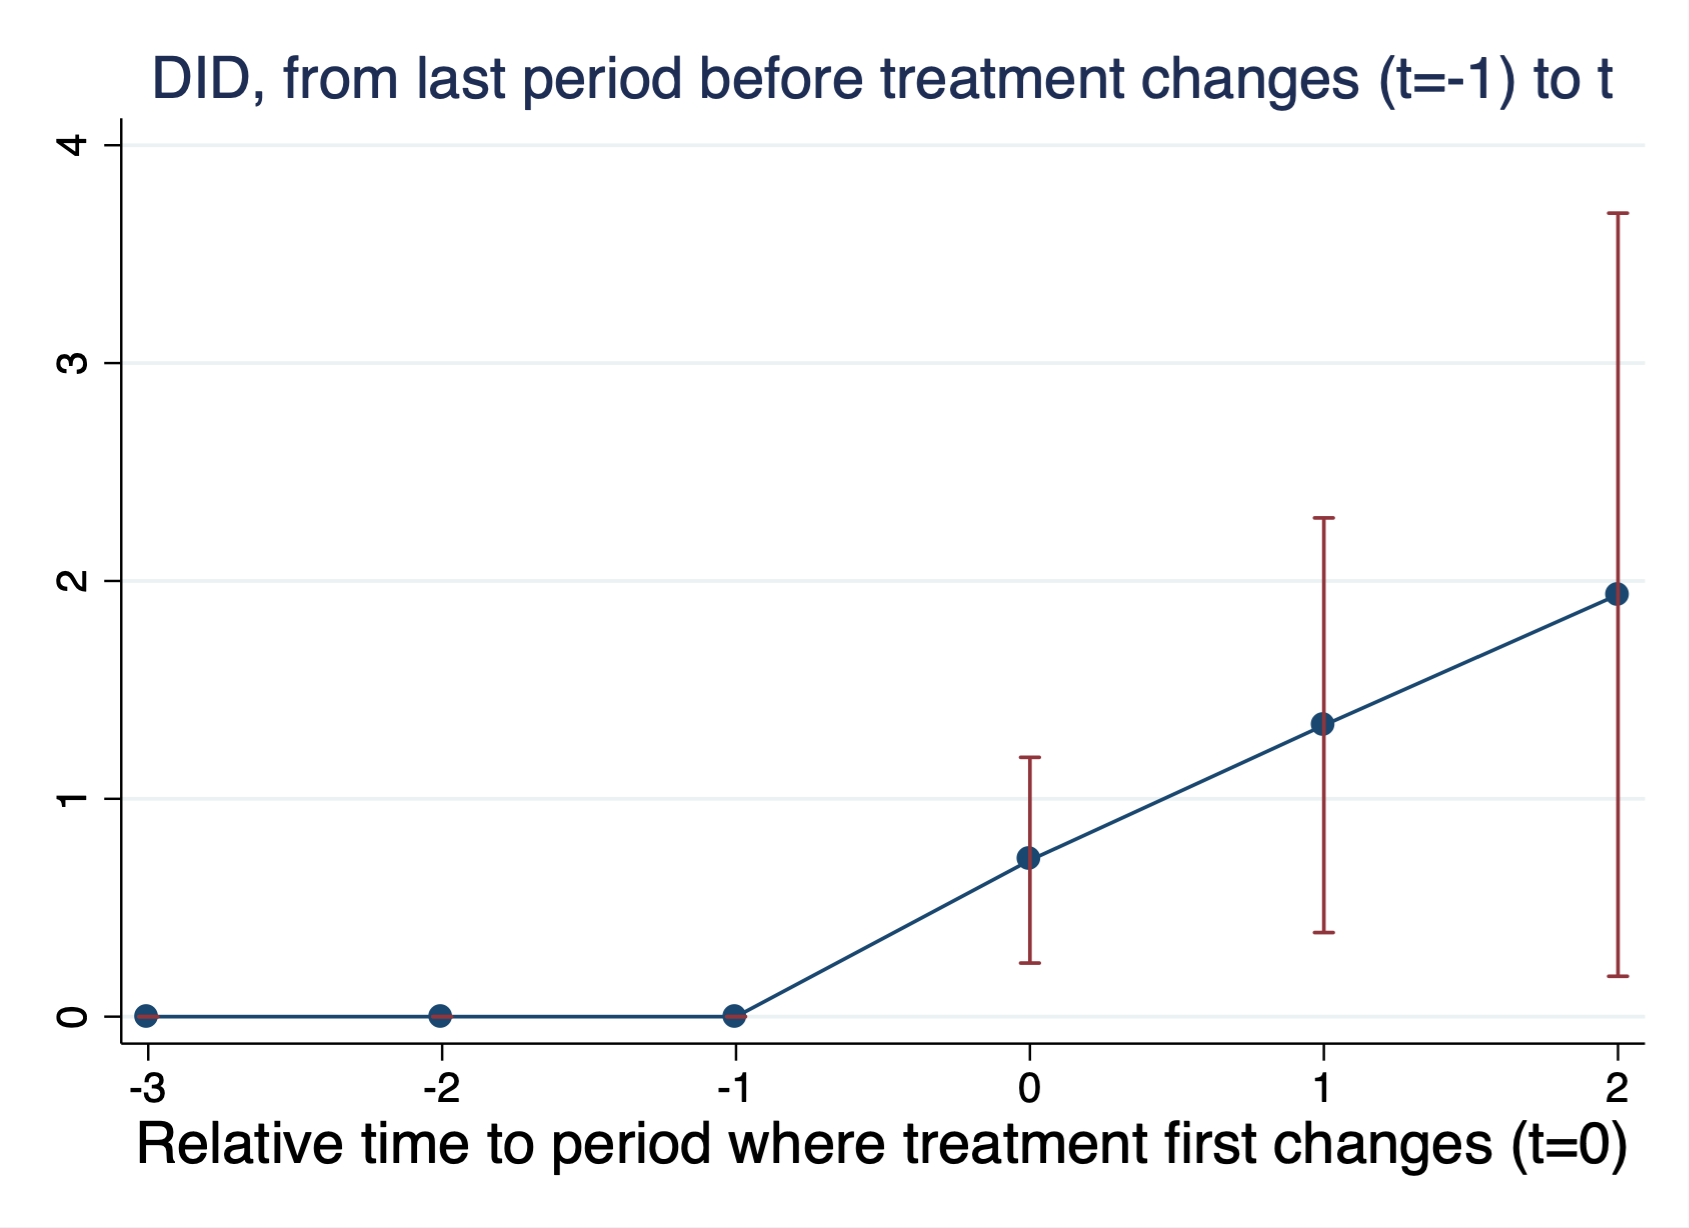 DID, from last period before treatment changes (t=-1) to t
4
3
2
1
0
-3 -2 -1 0 1 2
Relative time to period where treatment first changes (t=0)